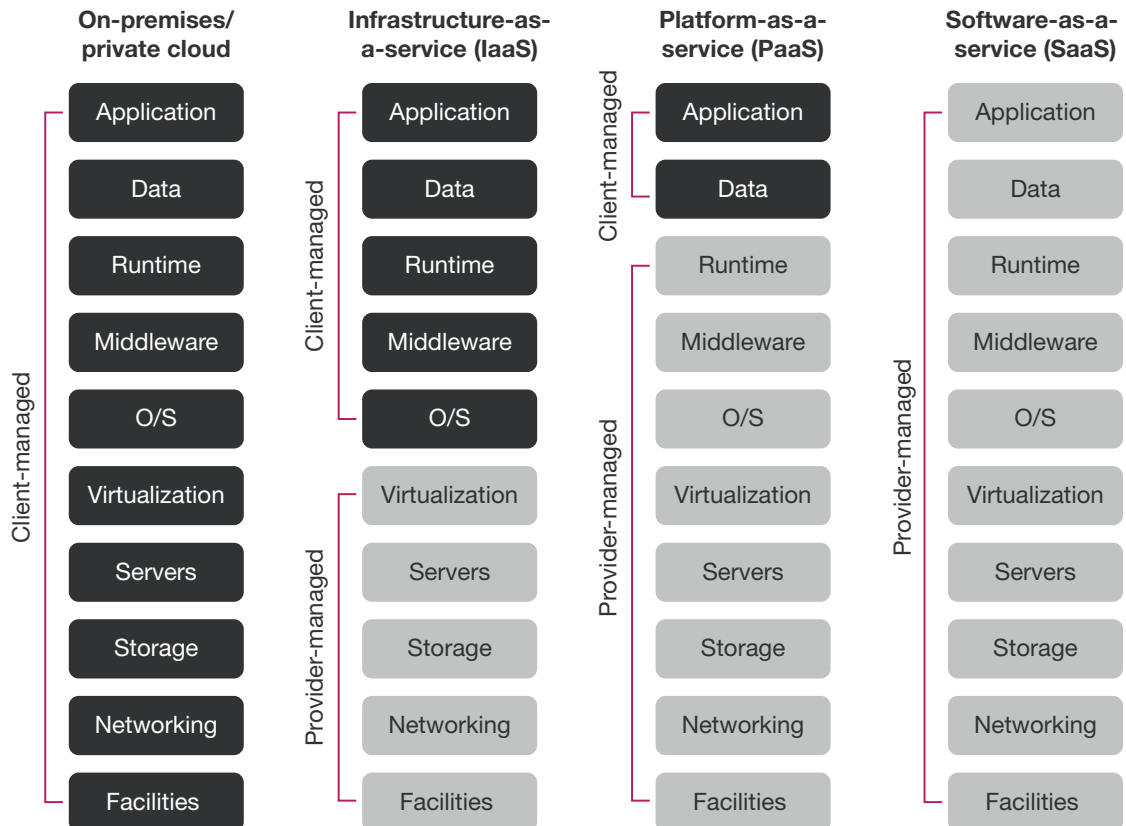 On-premises/
private cloud
Client-managed
Application
Data
Runtime
Middleware
O/S
Virtualization
Servers
Storage
Networking
Facilities
Infrastructure-as-
a-service (IaaS)
Client-managed
Application
Data
Runtime
Middleware
O/S
Provider-managed
Virtualization
Servers
Storage
Networking
Facilities
Platform-as-a-
service (PaaS)
Client-managed
Application
Data
Provider-managed
Runtime
Middleware
O/S
Virtualization
Servers
Storage
Networking
Facilities
Software-as-a-
service (SaaS)
Provider-managed
Application
Data
Runtime
Middleware
O/S
Virtualization
Servers
Storage
Networking
Facilities